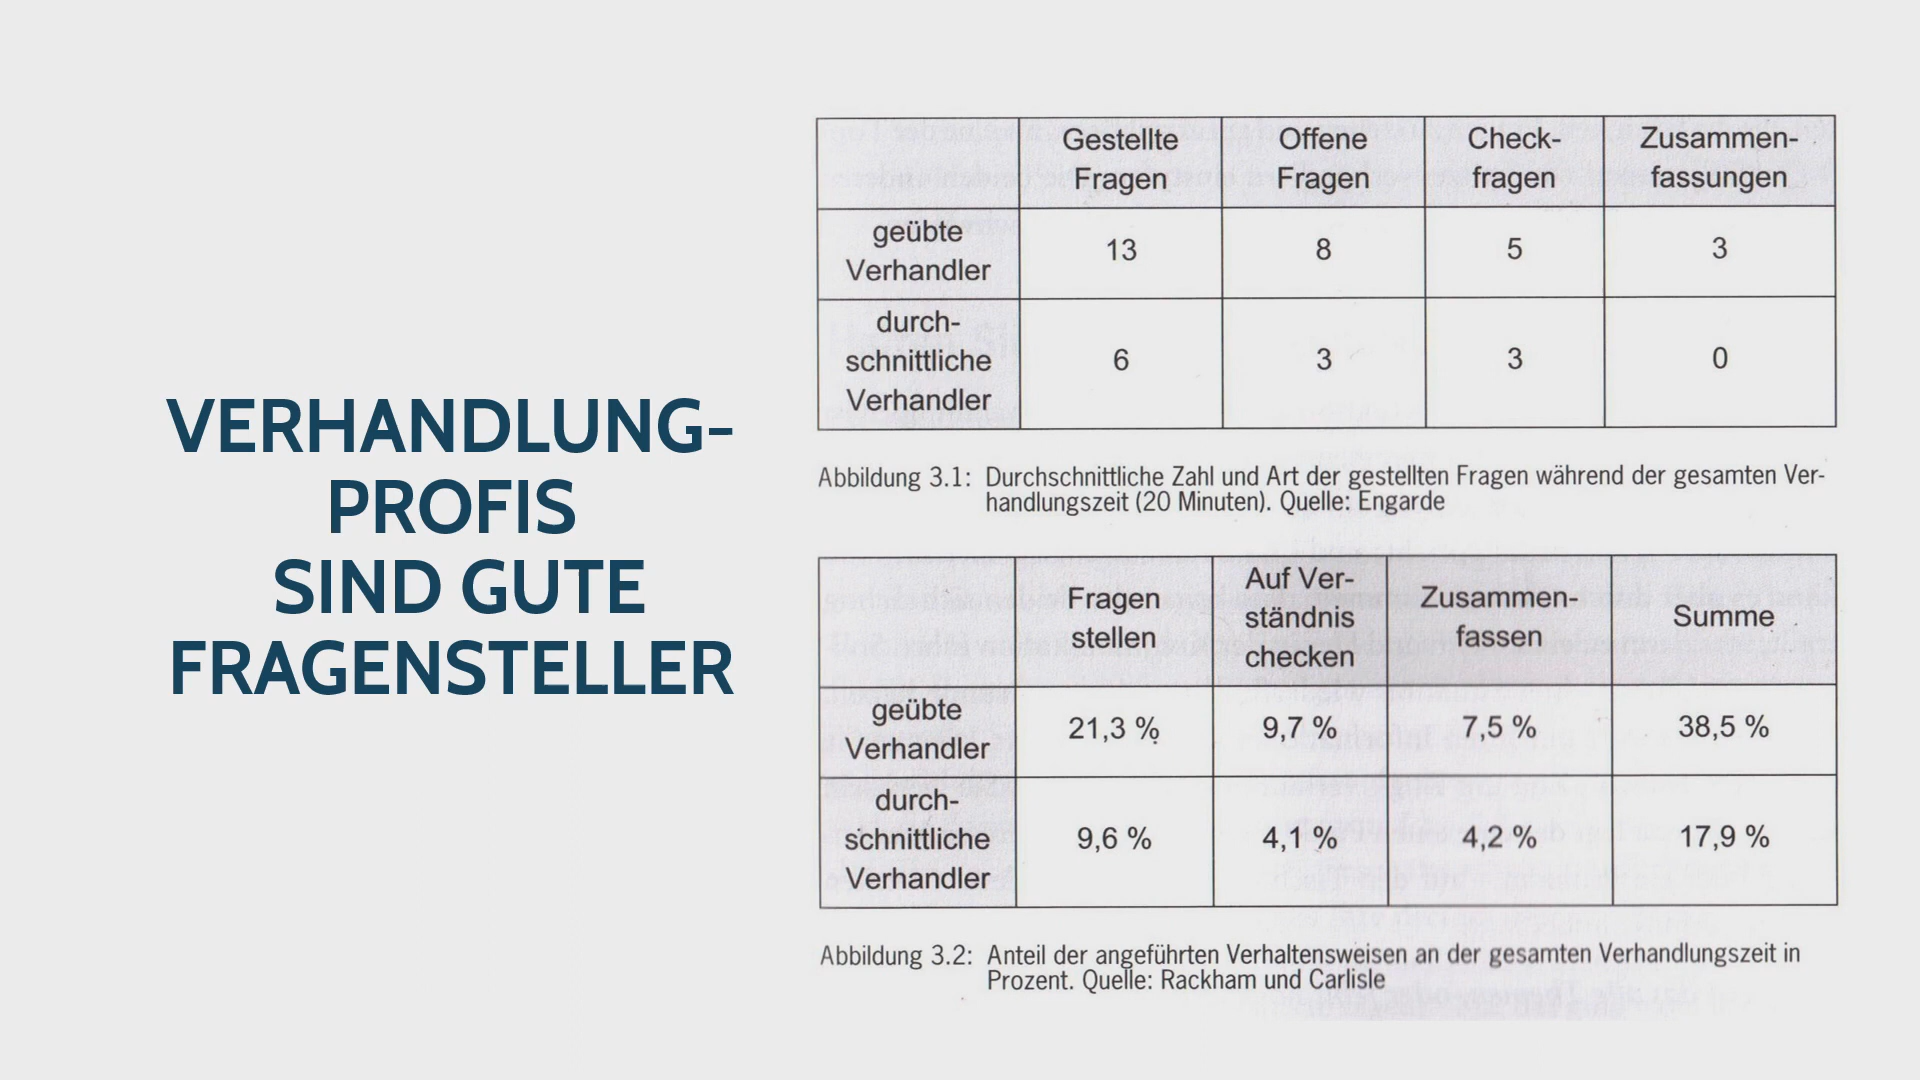 VERHANDLUNG-
PROFIS
SIND GUTE
FRAGENSTELLER
Gestellte Fragen | Offene Fragen | Check-fragen | Zusammen-fassungen
geübte Verhandler | 13 | 8 | 5 | 3
durch-schnittliche Verhandler | 6 | 3 | 3 | 0
Abbildung 3.1: Durchschnittliche Zahl und Art der gestellten Fragen während der gesamten Ver-
handlungszeit (20 Minuten). Quelle: Engarde
Fragen stellen | Auf Ver-ständnis checken | Zusammen-fassen | Summe
geübte Verhandler | 21,3 % | 9,7 % | 7,5 % | 38,5 %
durch-schnittliche Verhandler | 9,6 % | 4,1 % | 4,2 % | 17,9 %
Abbildung 3.2: Anteil der angeführten Verhaltensweisen an der gesamten Verhandlungszeit in
Prozent. Quelle: Rackham und Carlisle